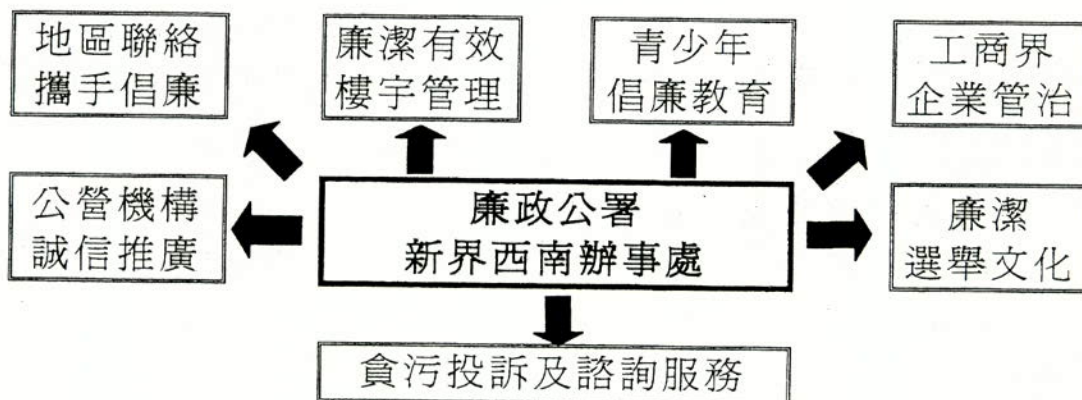 地區聯絡
攜手倡廉
廉潔有效
樓宇管理
青少年
倡廉教育
工商界
企業管治
公營機構
誠信推廣
廉政公署
新界西南辦事處
廉潔
選舉文化
貪污投訴及諮詢服務